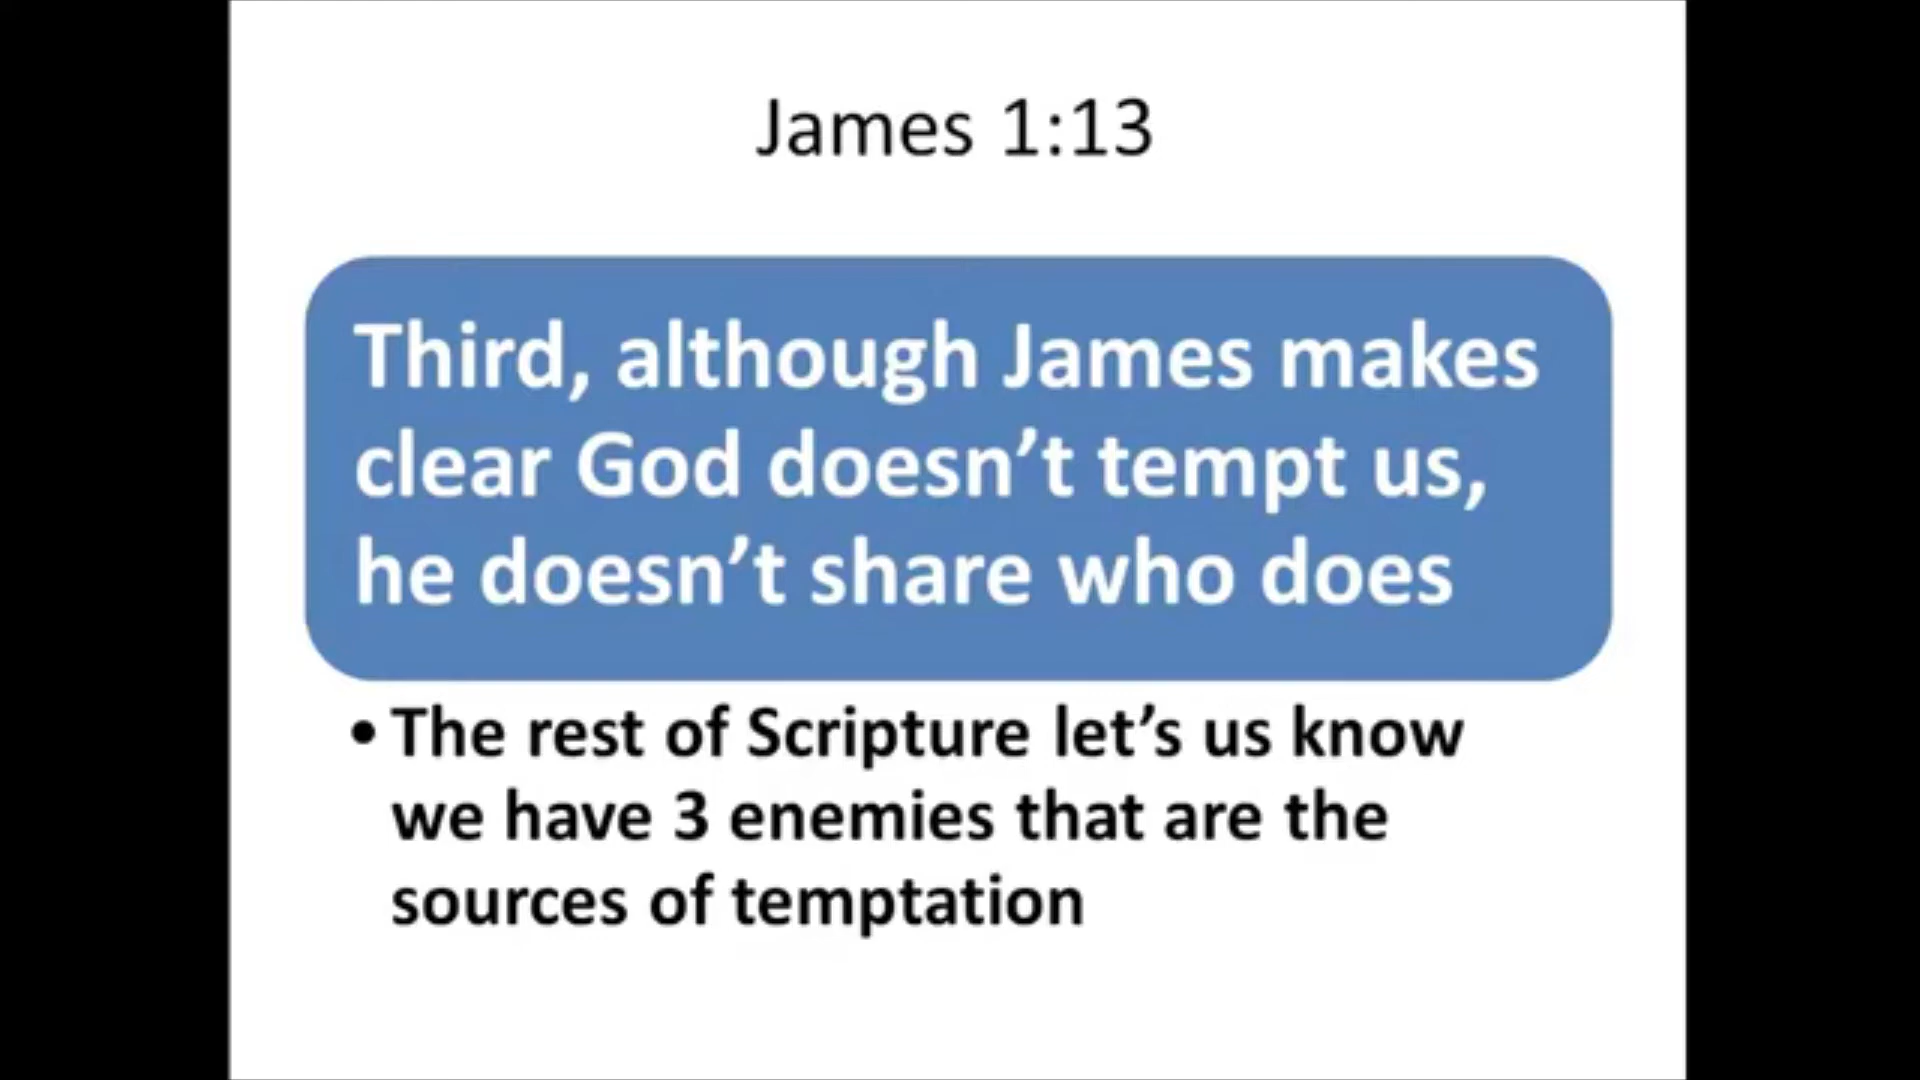 James 1:13
Third, although James makes
clear God doesn’t tempt us,
he doesn’t share who does
• The rest of Scripture let’s us know
we have 3 enemies that are the
sources of temptation